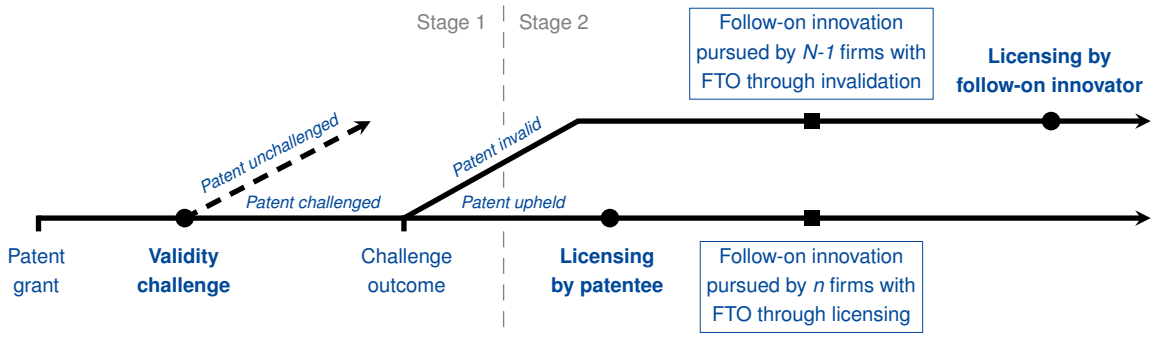 Stage 1
Stage 2
Follow-on innovation
pursued by N-1 firms with
FTO through invalidation
Licensing by
follow-on innovator
Patent unchallenged
Patent invalid
Patent challenged
Patent upheld
Patent
grant
Validity
challenge
Challenge
outcome
Licensing
by patentee
Follow-on innovation
pursued by n firms with
FTO through licensing